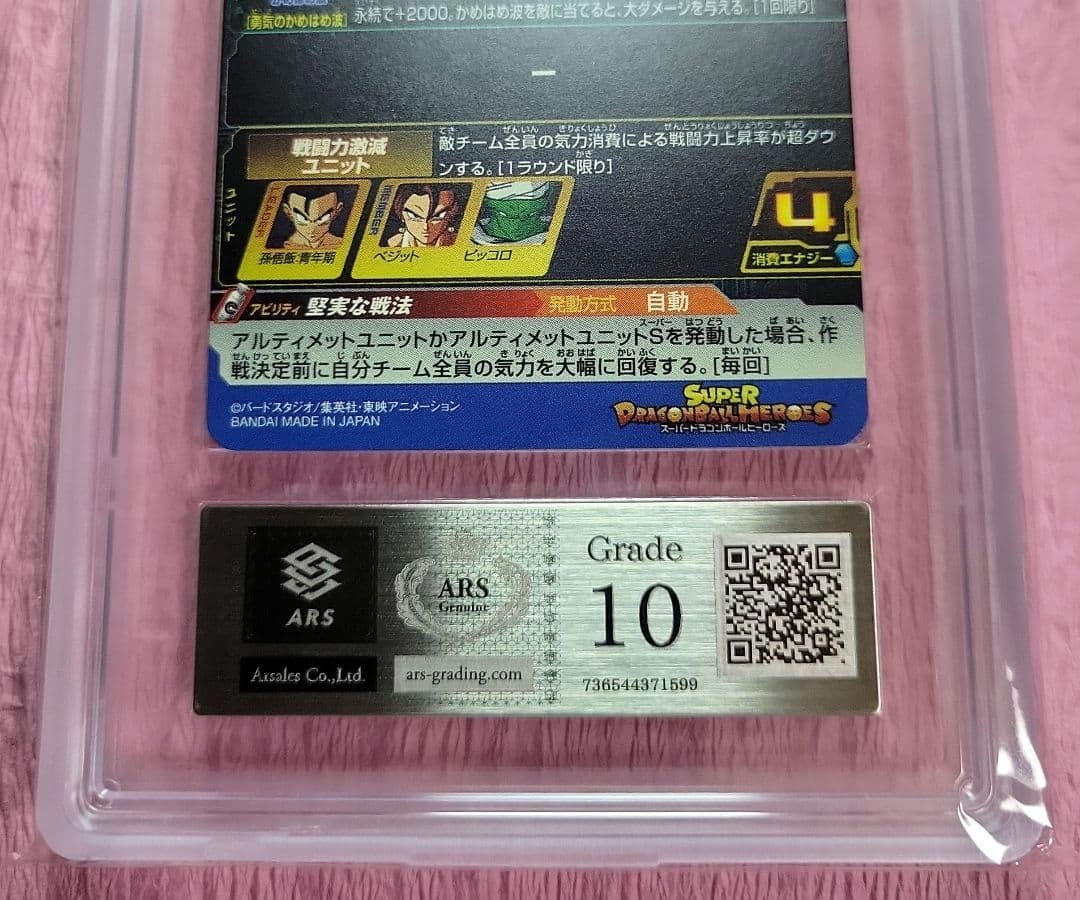 [勇気のかめはめ波]
永続で+2000。かめはめ波を敵に当てると、大ダメージを与える。[1回限り]
戦闘力激減
ユニット
敵チーム全員の気力消費による戦闘力上昇率が超ダウ
ンする。[1ラウンド限り]
ユニット
LEADER
孫悟飯:青年期
MEMBER
ベジット
ピッコロ
4
消費エナジー
アビリティ 堅実な戦法
発動方式 自動
アルティメットユニットかアルティメットユニットSを発動した場合、作
戦決定前に自分チーム全員の気力を大幅に回復する。[毎回]
©バードスタジオ/集英社・東映アニメーション
BANDAI MADE IN JAPAN
SUPER
DRAGONBALL HEROES
スーパードラゴンボールヒーローズ
ARS
Arsales Co.,Ltd.
ARS
Genuine
ars-grading.com
Grade
10
736544371599